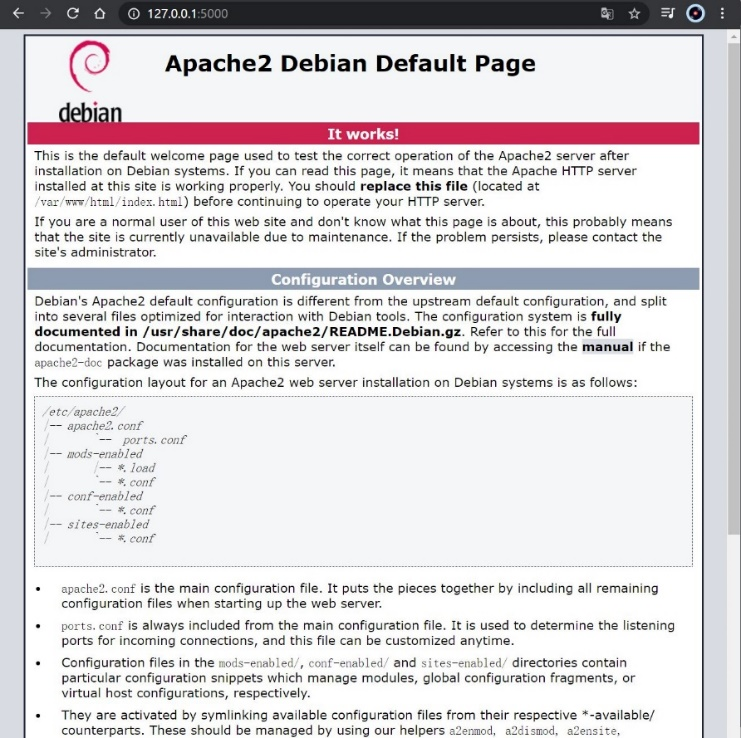 127.0.0.1:5000
debian
Apache2 Debian Default Page
It works!
This is the default welcome page used to test the correct operation of the Apache2 server after
installation on Debian systems. If you can read this page, it means that the Apache HTTP server
installed at this site is working properly. You should replace this file (located at
/var/www/html/index.html) before continuing to operate your HTTP server.
If you are a normal user of this web site and don't know what this page is about, this probably means
that the site is currently unavailable due to maintenance. If the problem persists, please contact the
site's administrator.
Configuration Overview
Debian's Apache2 default configuration is different from the upstream default configuration, and split
into several files optimized for interaction with Debian tools. The configuration system is fully
documented in /usr/share/doc/apache2/README.Debian.gz. Refer to this for the full
documentation. Documentation for the web server itself can be found by accessing the manual if the
apache2-doc package was installed on this server.
The configuration layout for an Apache2 web server installation on Debian systems is as follows:
/etc/apache2/
|-- apache2.conf
|       `--  ports.conf
|-- mods-enabled
|       |-- *.load
|       `-- *.conf
|-- conf-enabled
|       `-- *.conf
|-- sites-enabled
|       `-- *.conf
• apache2.conf is the main configuration file. It puts the pieces together by including all remaining
configuration files when starting up the web server.
• ports.conf is always included from the main configuration file. It is used to determine the listening
ports for incoming connections, and this file can be customized anytime.
• Configuration files in the mods-enabled/, conf-enabled/ and sites-enabled/ directories contain
particular configuration snippets which manage modules, global configuration fragments, or
virtual host configurations, respectively.
• They are activated by symlinking available configuration files from their respective *-available/
counterparts. These should be managed by using our helpers a2enmod, a2dismod, a2ensite,